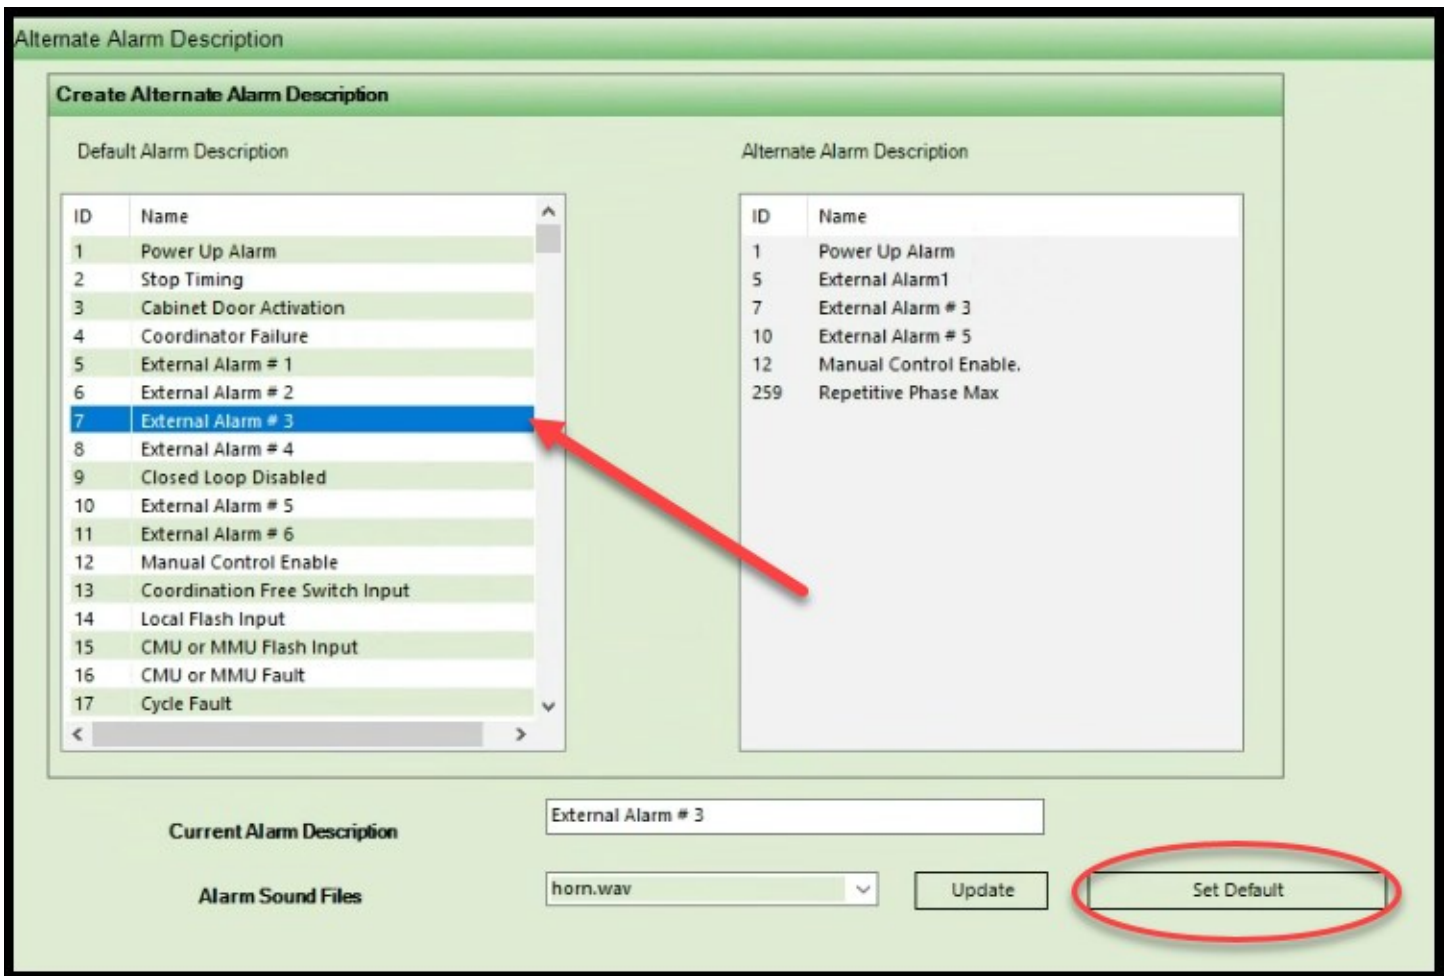 Alternate Alarm Description
Create Alternate Alarm Description
Default Alarm Description
ID Name
1 Power Up Alarm
2 Stop Timing
3 Cabinet Door Activation
4 Coordinator Failure
5 External Alarm # 1
6 External Alarm # 2
7 External Alarm # 3
8 External Alarm # 4
9 Closed Loop Disabled
10 External Alarm # 5
11 External Alarm # 6
12 Manual Control Enable
13 Coordination Free Switch Input
14 Local Flash Input
15 CMU or MMU Flash Input
16 CMU or MMU Fault
17 Cycle Fault
Alternate Alarm Description
ID Name
1 Power Up Alarm
5 External Alarm1
7 External Alarm # 3
10 External Alarm # 5
12 Manual Control Enable.
259 Repetitive Phase Max
Current Alarm Description External Alarm # 3
Alarm Sound Files horn.wav Update Set Default